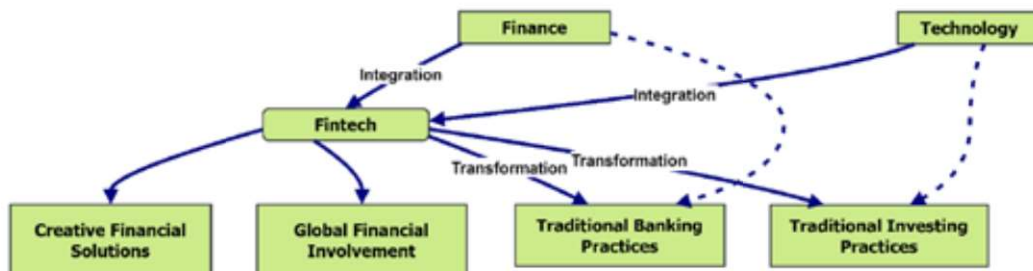 Finance
Technology
Integration
Integration
Fintech
Transformation
Transformation
Creative Financial
Solutions
Global Financial
Involvement
Traditional Banking
Practices
Traditional Investing
Practices